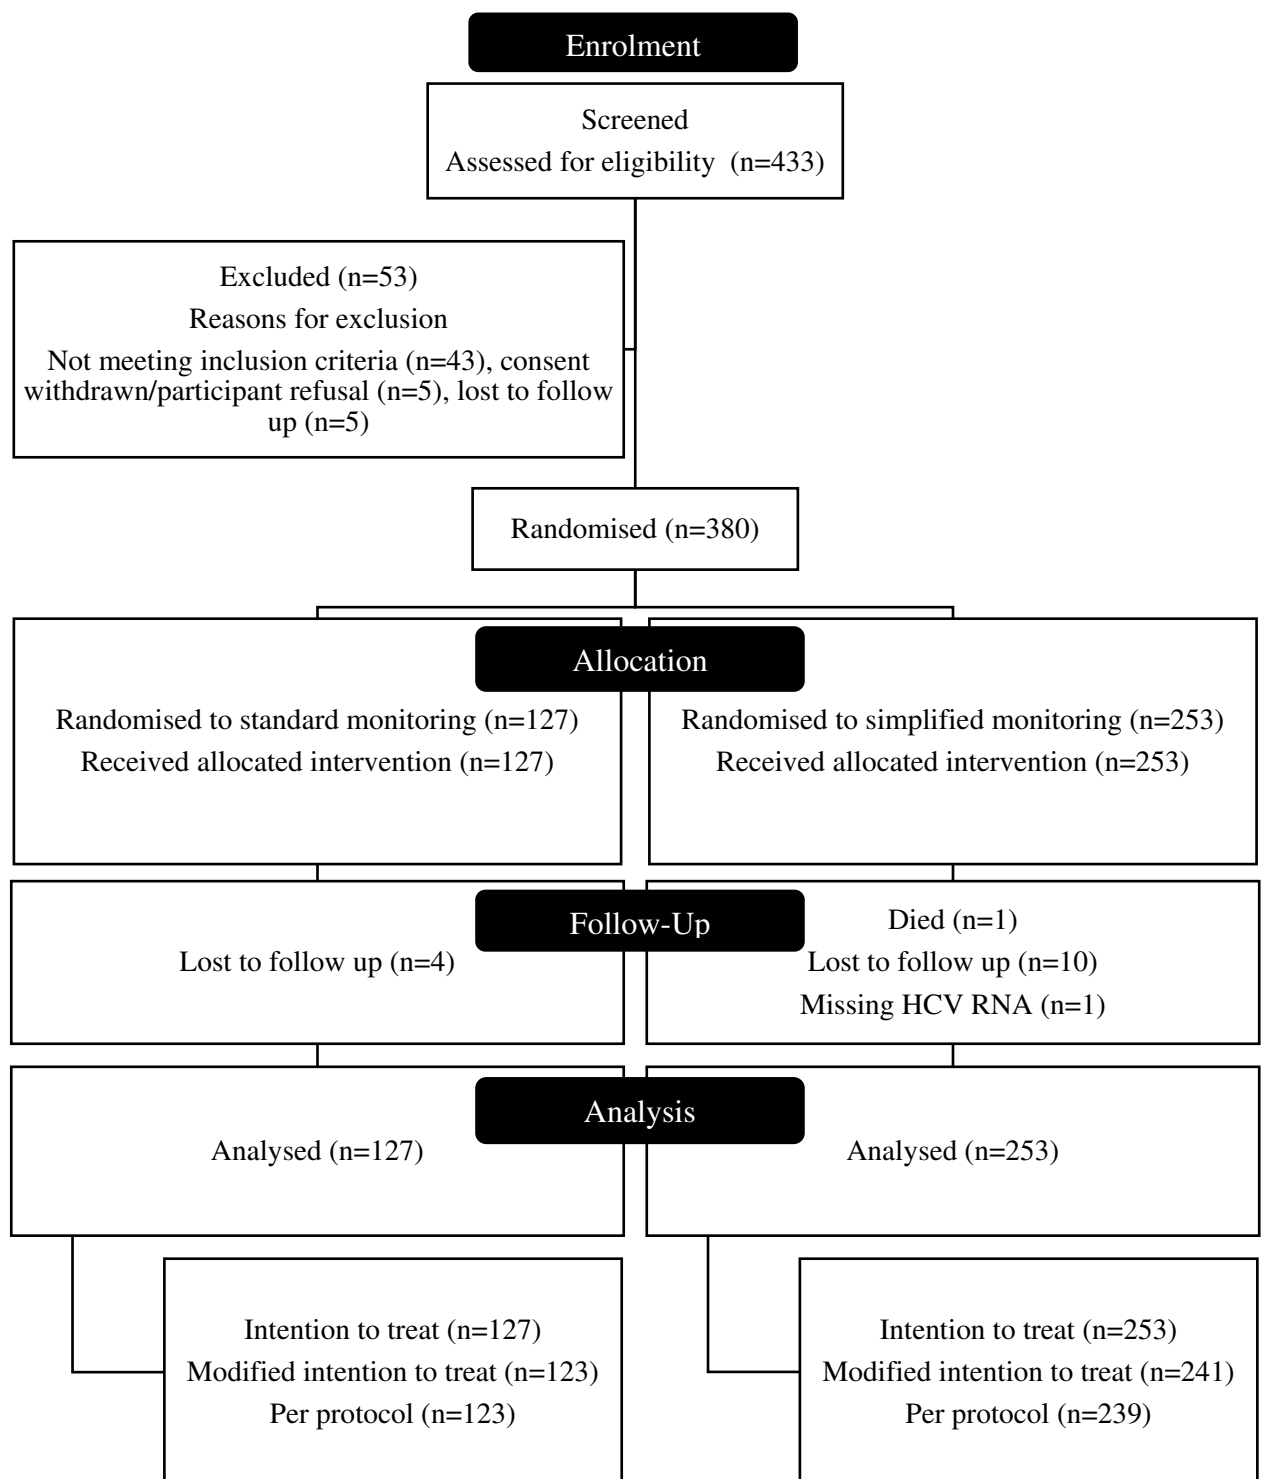 Enrolment
Screened
Assessed for eligibility (n=433)
Excluded (n=53)
Reasons for exclusion
Not meeting inclusion criteria (n=43), consent
withdrawn/participant refusal (n=5), lost to follow
up (n=5)
Randomised (n=380)
Allocation
Randomised to standard monitoring (n=127)
Received allocated intervention (n=127)
Randomised to simplified monitoring (n=253)
Received allocated intervention (n=253)
Follow-Up
Lost to follow up (n=4)
Died (n=1)
Lost to follow up (n=10)
Missing HCV RNA (n=1)
Analysis
Analysed (n=127)
Analysed (n=253)
Intention to treat (n=127)
Modified intention to treat (n=123)
Per protocol (n=123)
Intention to treat (n=253)
Modified intention to treat (n=241)
Per protocol (n=239)